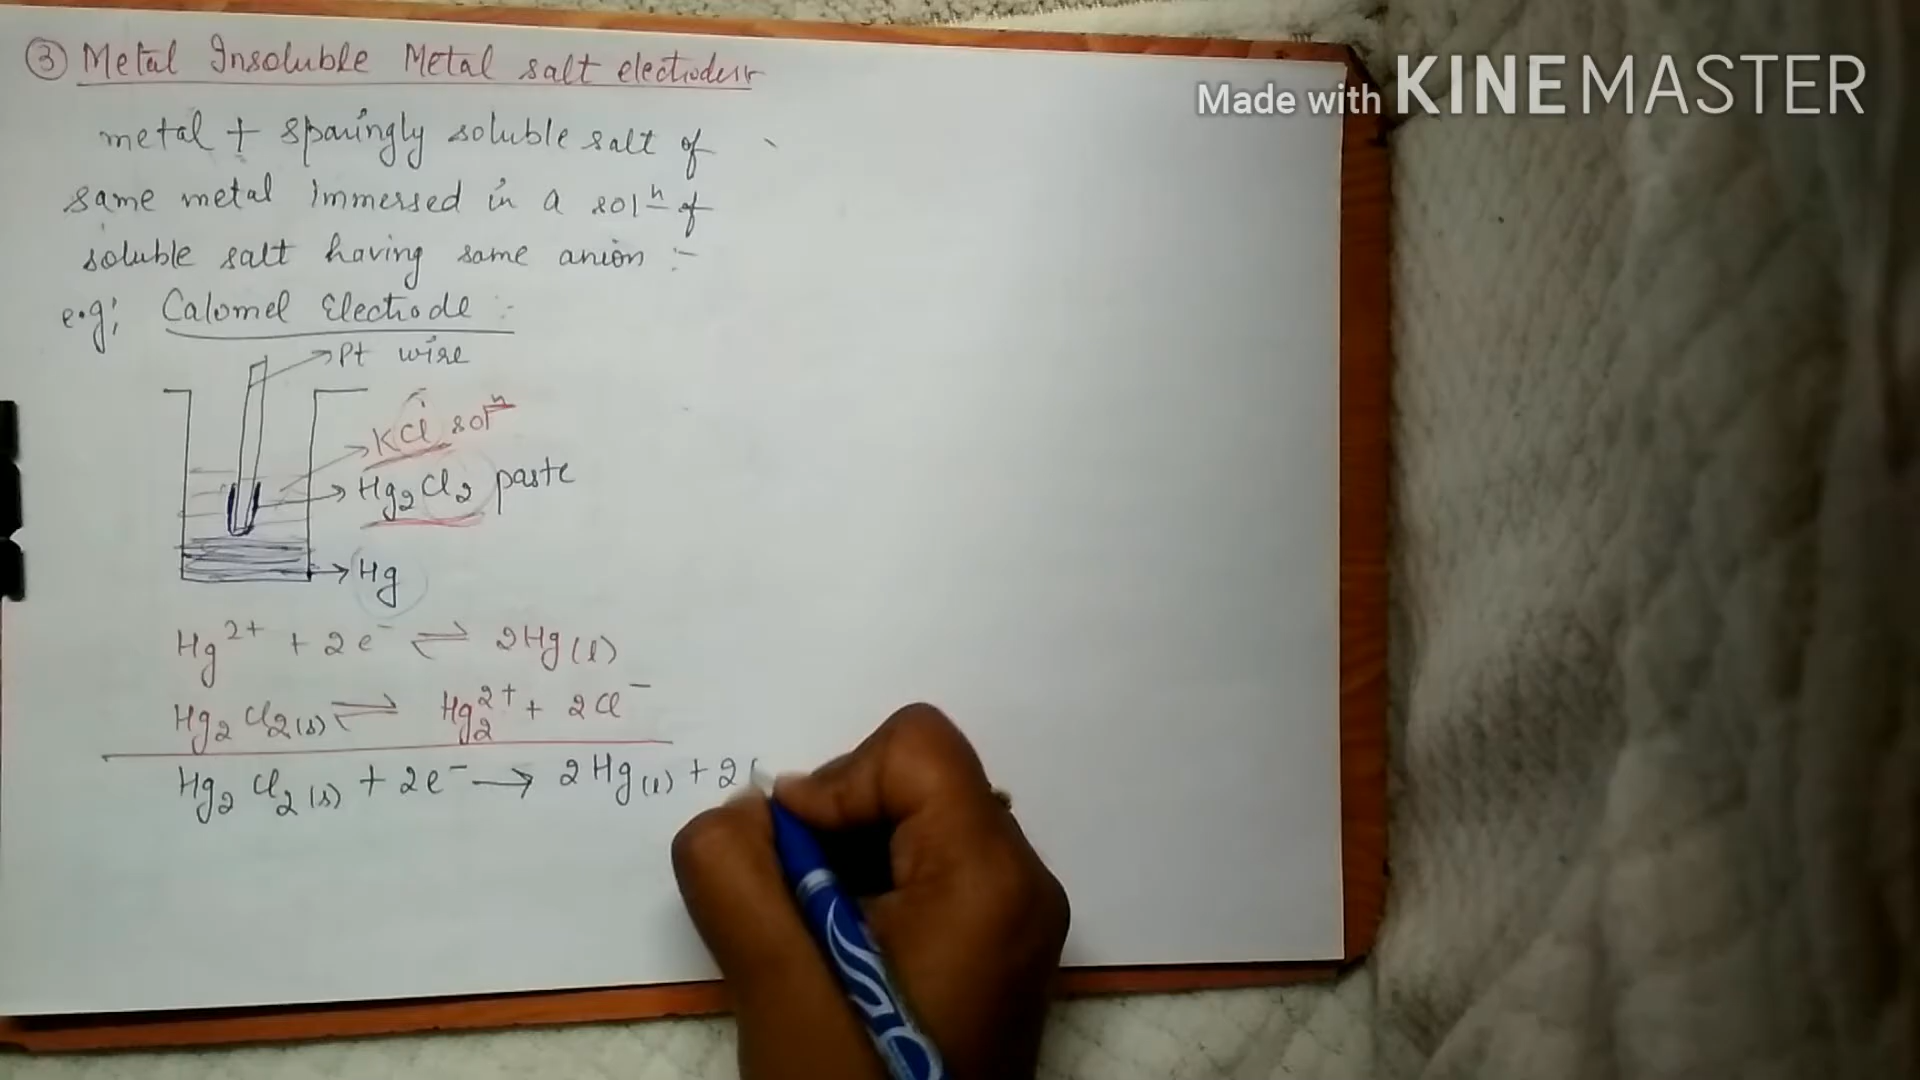 ③ Metal Insoluble Metal salt electrodes:-
Made with KINEMASTER
metal + sparingly soluble salt of
same metal immersed in a solⁿ of
soluble salt having same anion :-
e.g; Calomel Electrode :-
Pt wire
KCl solⁿ
Hg₂Cl₂ paste
Hg
Hg²⁺ + 2e⁻ ⇌ 2Hg(l)
Hg₂Cl₂(s) ⇌ Hg₂²⁺ + 2Cl⁻
Hg₂Cl₂(s) + 2e⁻ → 2Hg(l) + 2